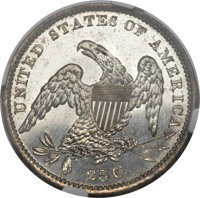 UNITED STATES OF AMERICA
25 C.